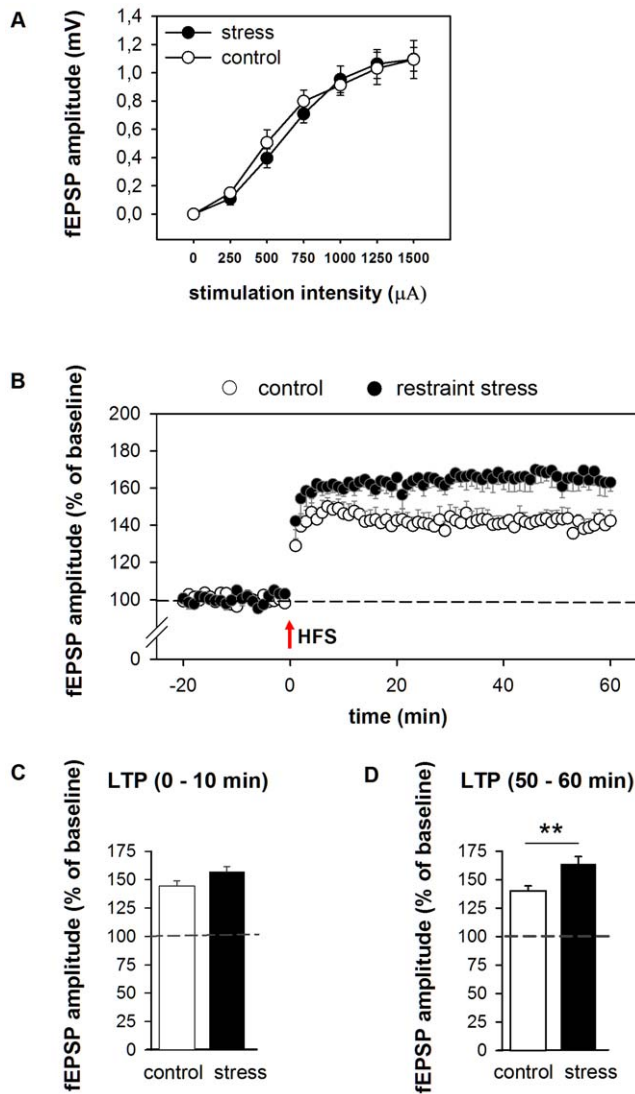 A
fEPSP amplitude (mV)
1,4
1,2
1,0
0,8
0,6
0,4
0,2
0,0
stress
control
0 250 500 750 1000 1250 1500
stimulation intensity (μA)
B
control restraint stress
fEPSP amplitude (% of baseline)
200
180
160
140
120
100
0
HFS
-20 0 20 40 60
time (min)
C LTP (0 - 10 min)
fEPSP amplitude (% of baseline)
175
150
125
100
75
50
25
0
control stress
D LTP (50 - 60 min)
fEPSP amplitude (% of baseline)
**
175
150
125
100
75
50
25
0
control stress